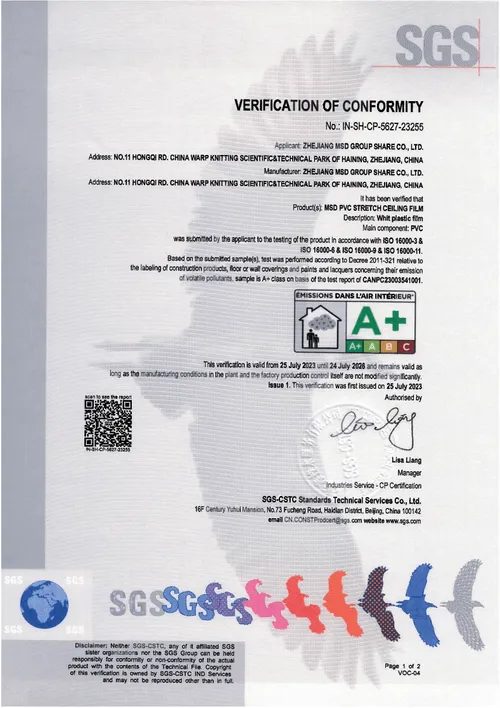 SGS
VERIFICATION OF CONFORMITY
No.: IN-SH-CP-5627-23255
Applicant: ZHEJIANG MSD GROUP SHARE CO., LTD.
Address: NO.11 HONGQI RD. CHINA WARP KNITTING SCIENTIFIC&TECHNICAL PARK OF HAINING, ZHEJIANG, CHINA
Manufacturer: ZHEJIANG MSD GROUP SHARE CO., LTD.
Address: NO.11 HONGQI RD. CHINA WARP KNITTING SCIENTIFIC&TECHNICAL PARK OF HAINING, ZHEJIANG, CHINA
It has been verified that
Product(s): MSD PVC STRETCH CEILING FILM
Description: Whit plastic film
Main component: PVC
was submitted by the applicant to the testing of the product in accordance with ISO 16000-3 &
ISO 16000-6 & ISO 16000-9 & ISO 16000-11.
Based on the submitted sample(s), test was performed according to Decree 2011-321 relative to
the labeling of construction products, floor or wall coverings and paints and lacquers concerning their emission
of volatile pollutants, sample is A+ class on basis of the test report of CANPC23003541001.
ÉMISSIONS DANS L'AIR INTÉRIEUR*
A+
A+ A B C
This verification is valid from 25 July 2023 until 24 July 2026 and remains valid as
long as the manufacturing conditions in the plant and the factory production control itself are not modified significantly.
Issue 1. This verification was first issued on 25 July 2023
Authorised by
scan to see the report
IN-SH-CP-5627-23255
Lisa Liang
Manager
Industries Service - CP Certification
SGS-CSTC Standards Technical Services Co., Ltd.
16F Century Yuhui Mansion, No.73 Fucheng Road, Haidian District, Beijing, China 100142
email CN.CONSTProdcert@sgs.com website www.sgs.com
SGS SGS
SGS SGS
SGSSGSSGS
Disclaimer: Neither SGS-CSTC, any of it affiliated SGS
sister organizations nor the SGS Group can be held
responsibly for conformity or non-conformity of the actual
product with the contents of the Technical File. Copyright
of this verification is owned by SGS-CSTC IND Services
and may not be reproduced other than in full.
Page 1 of 2
VOC-04